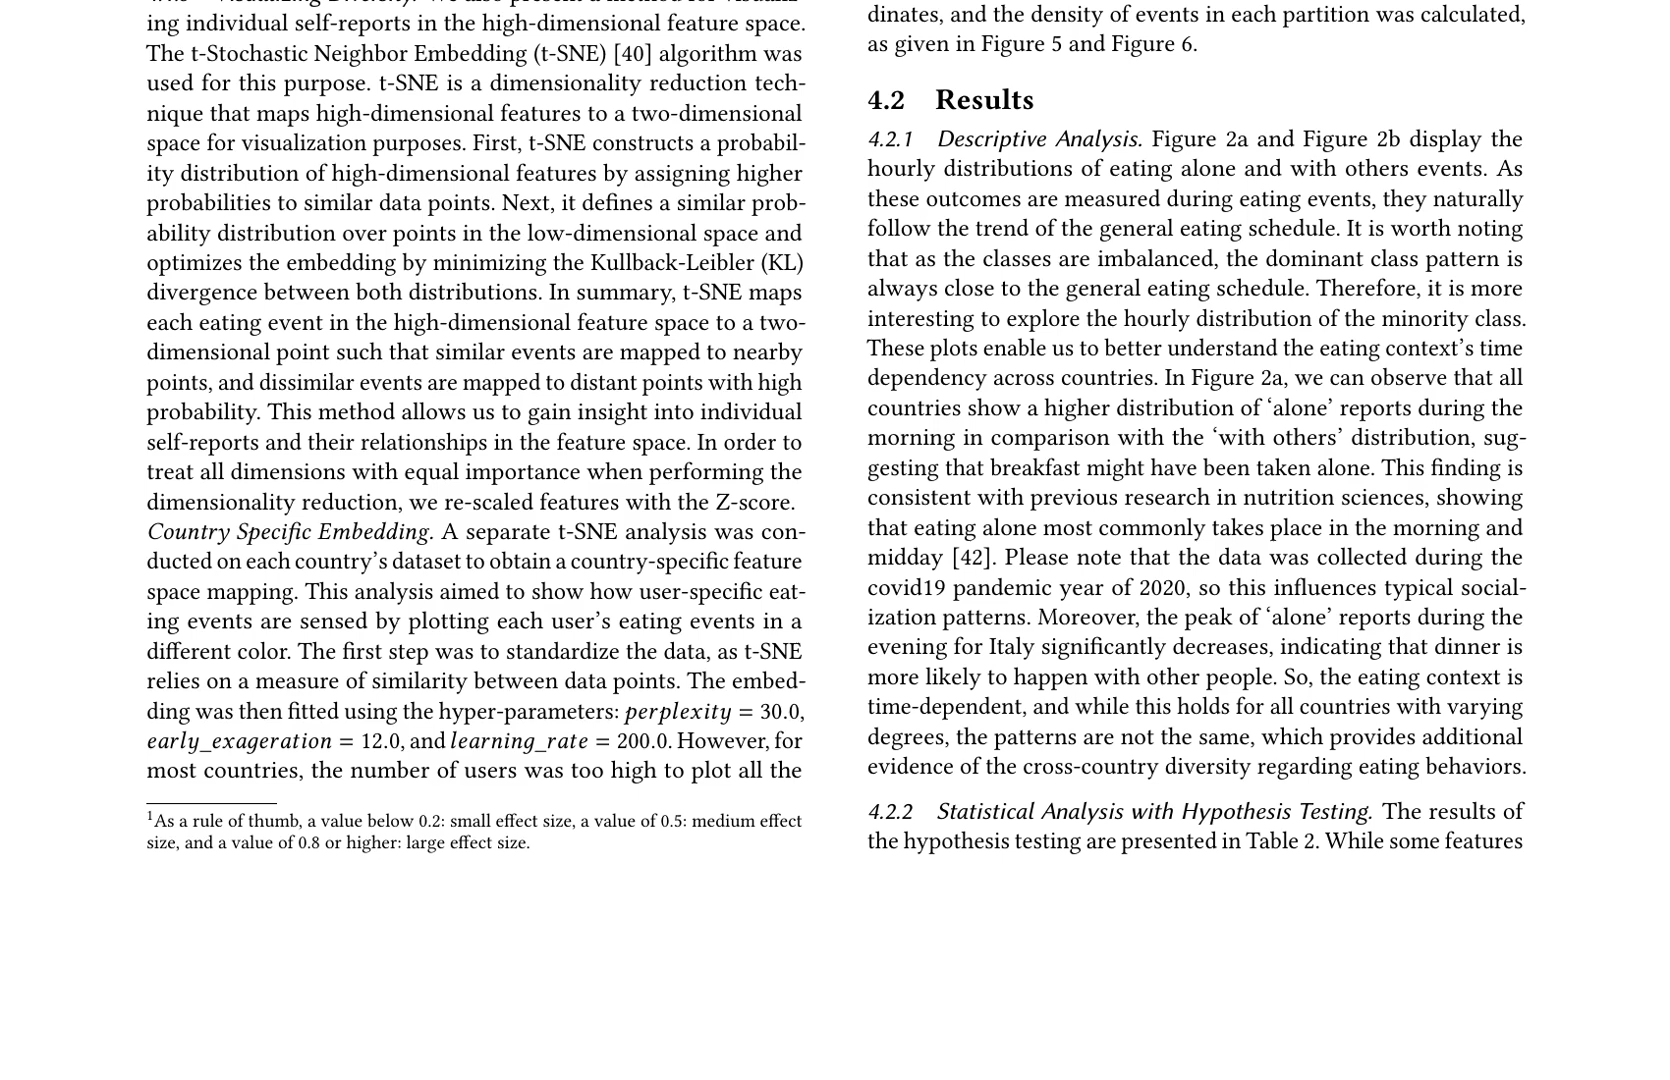 ing individual self-reports in the high-dimensional feature space.
The t-Stochastic Neighbor Embedding (t-SNE) [40] algorithm was
used for this purpose. t-SNE is a dimensionality reduction tech-
nique that maps high-dimensional features to a two-dimensional
space for visualization purposes. First, t-SNE constructs a probabil-
ity distribution of high-dimensional features by assigning higher
probabilities to similar data points. Next, it defines a similar prob-
ability distribution over points in the low-dimensional space and
optimizes the embedding by minimizing the Kullback-Leibler (KL)
divergence between both distributions. In summary, t-SNE maps
each eating event in the high-dimensional feature space to a two-
dimensional point such that similar events are mapped to nearby
points, and dissimilar events are mapped to distant points with high
probability. This method allows us to gain insight into individual
self-reports and their relationships in the feature space. In order to
treat all dimensions with equal importance when performing the
dimensionality reduction, we re-scaled features with the Z-score.
Country Specific Embedding. A separate t-SNE analysis was con-
ducted on each country's dataset to obtain a country-specific feature
space mapping. This analysis aimed to show how user-specific eat-
ing events are sensed by plotting each user's eating events in a
different color. The first step was to standardize the data, as t-SNE
relies on a measure of similarity between data points. The embed-
ding was then fitted using the hyper-parameters: perplexity = 30.0,
early_exageration = 12.0, and learning_rate = 200.0. However, for
most countries, the number of users was too high to plot all the
1As a rule of thumb, a value below 0.2: small effect size, a value of 0.5: medium effect
size, and a value of 0.8 or higher: large effect size.
dinates, and the density of events in each partition was calculated,
as given in Figure 5 and Figure 6.
4.2 Results
4.2.1 Descriptive Analysis. Figure 2a and Figure 2b display the
hourly distributions of eating alone and with others events. As
these outcomes are measured during eating events, they naturally
follow the trend of the general eating schedule. It is worth noting
that as the classes are imbalanced, the dominant class pattern is
always close to the general eating schedule. Therefore, it is more
interesting to explore the hourly distribution of the minority class.
These plots enable us to better understand the eating context's time
dependency across countries. In Figure 2a, we can observe that all
countries show a higher distribution of 'alone' reports during the
morning in comparison with the 'with others' distribution, sug-
gesting that breakfast might have been taken alone. This finding is
consistent with previous research in nutrition sciences, showing
that eating alone most commonly takes place in the morning and
midday [42]. Please note that the data was collected during the
covid19 pandemic year of 2020, so this influences typical social-
ization patterns. Moreover, the peak of 'alone' reports during the
evening for Italy significantly decreases, indicating that dinner is
more likely to happen with other people. So, the eating context is
time-dependent, and while this holds for all countries with varying
degrees, the patterns are not the same, which provides additional
evidence of the cross-country diversity regarding eating behaviors.
4.2.2 Statistical Analysis with Hypothesis Testing. The results of
the hypothesis testing are presented in Table 2. While some features